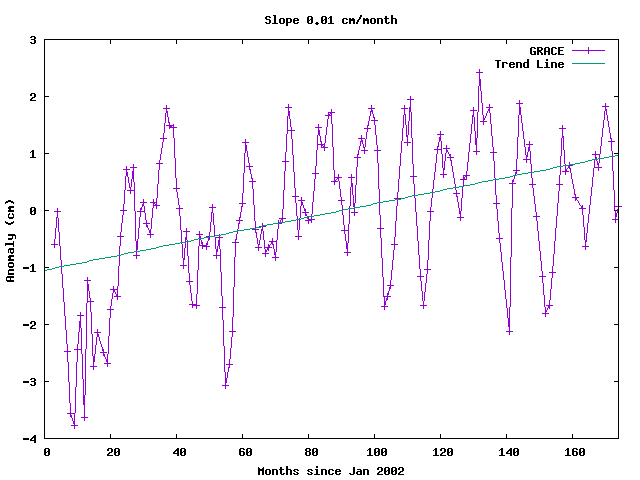 Slope 0.01 cm/month
GRACE
Trend Line
3
2
1
0
-1
-2
-3
-4
Anomaly (cm)
0 20 40 60 80 100 120 140 160
Months since Jan 2002